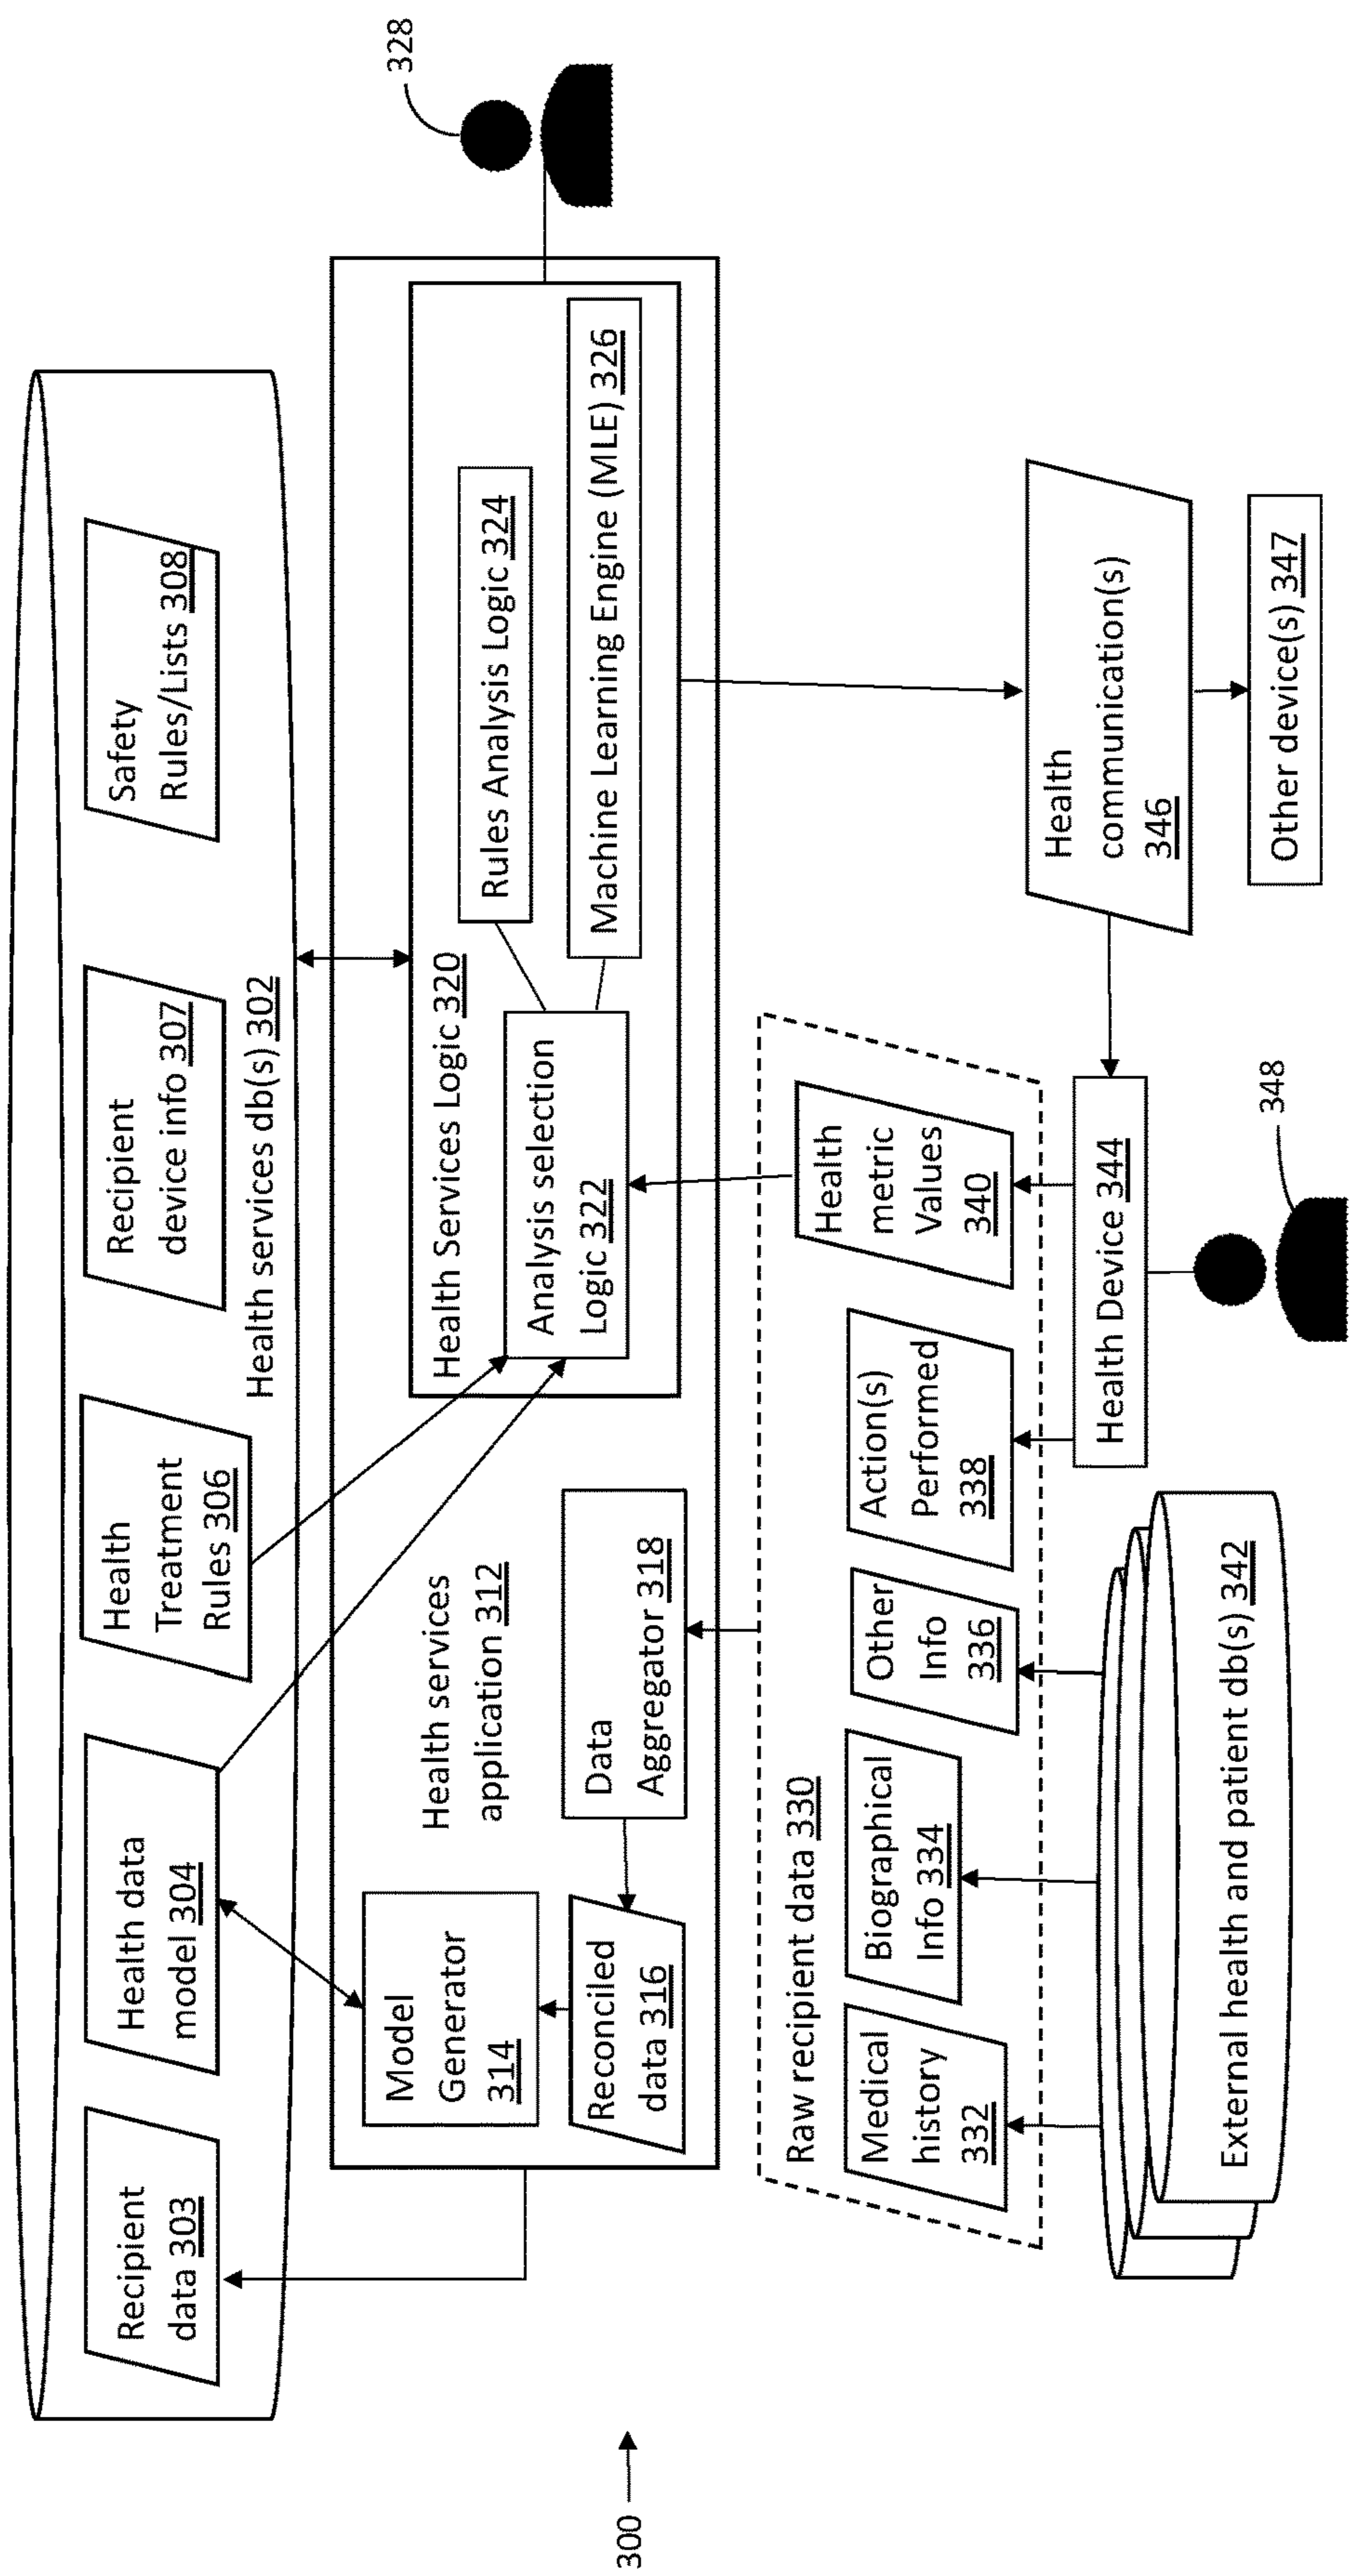 Recipient
data 303
Health data
model 304
Health
Treatment
Rules 306
Recipient
device info 307
Safety
Rules/Lists 308
Health services db(s) 302
328
Model
Generator
314
Health services
application 312
Reconciled
data 316
Data
Aggregator 318
Health Services Logic 320
Analysis selection
Logic 322
Rules Analysis Logic 324
Machine Learning Engine (MLE) 326
300
Raw recipient data 330
Medical
history
332
Biographical
Info 334
Other
Info
336
Action(s)
Performed
338
Health
metric
Values
340
Health
communication(s)
346
Health Device 344
Other device(s) 347
External health and patient db(s) 342
348